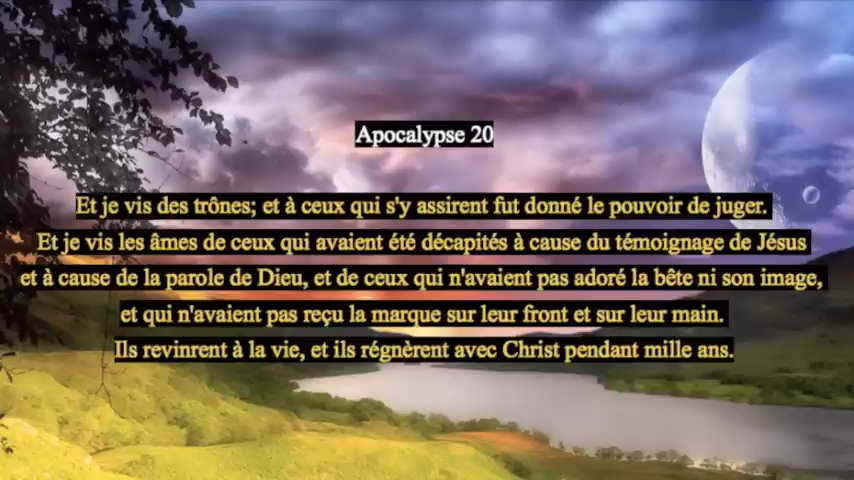 Apocalypse 20
Et je vis des trônes; et à ceux qui s'y assirent fut donné le pouvoir de juger.
Et je vis les âmes de ceux qui avaient été décapités à cause du témoignage de Jésus
et à cause de la parole de Dieu, et de ceux qui n'avaient pas adoré la bête ni son image,
et qui n'avaient pas reçu la marque sur leur front et sur leur main.
Ils revinrent à la vie, et ils régnèrent avec Christ pendant mille ans.